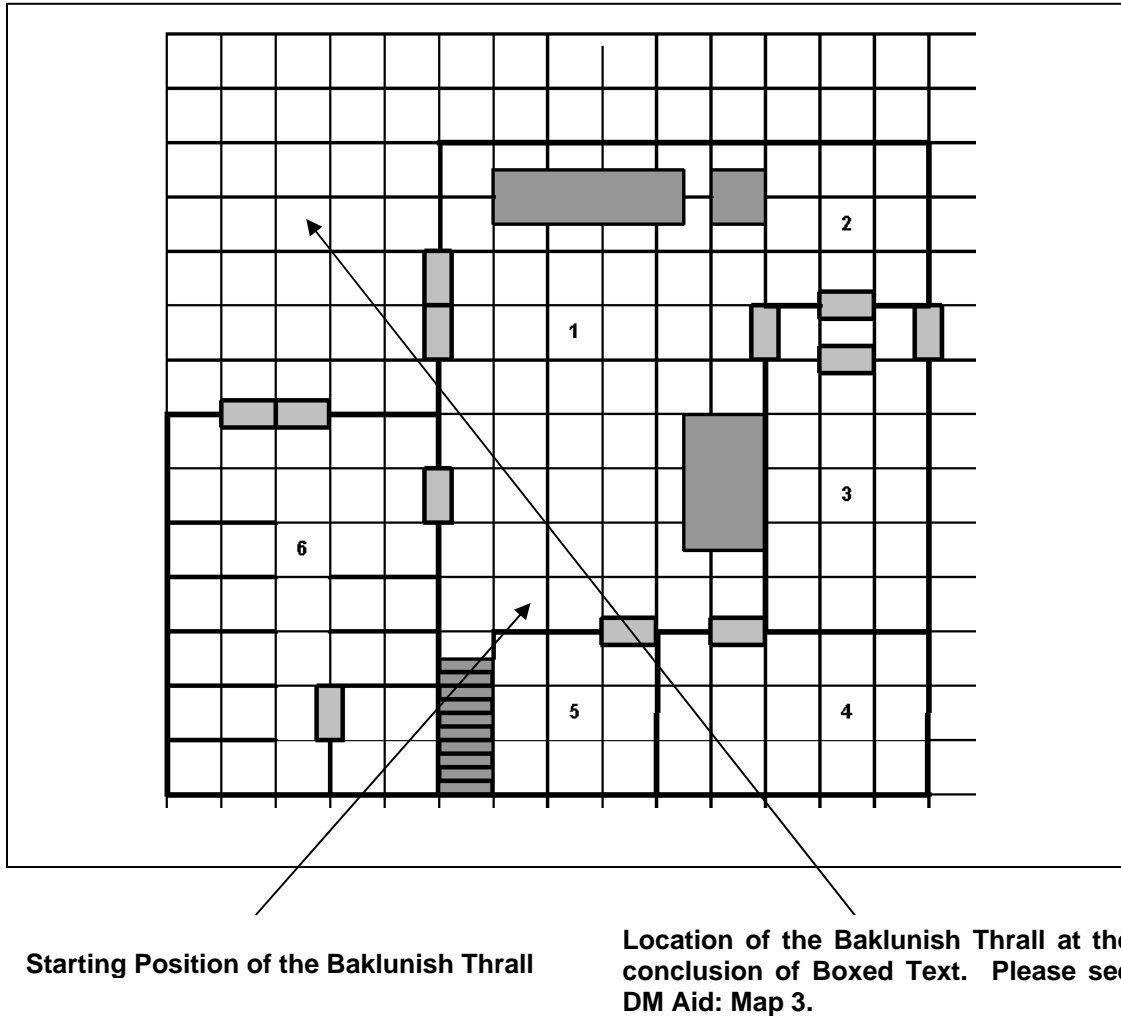 2
1
3
6
5
4
Starting Position of the Baklunish Thrall
Location of the Baklunish Thrall at the
conclusion of Boxed Text. Please see
DM Aid: Map 3.